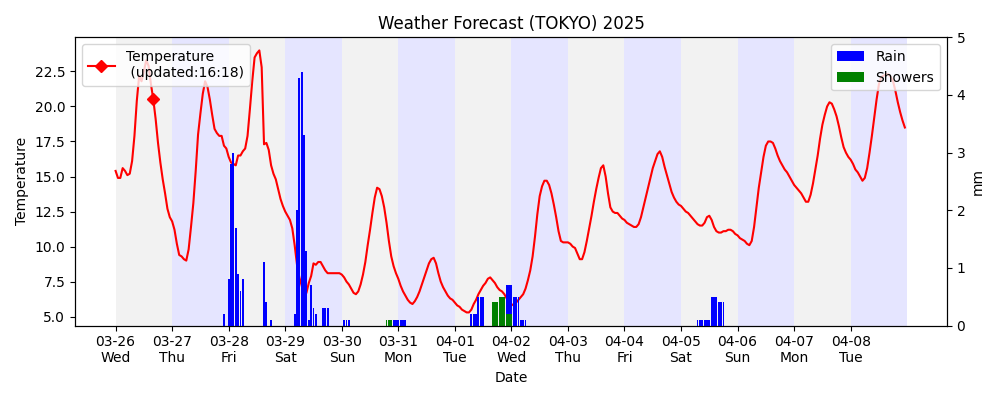 Weather Forecast (TOKYO) 2025
Temperature
(updated:16:18)
Rain
Showers
22.5
20.0
17.5
15.0
12.5
10.0
7.5
5.0
Temperature
5
4
3
2
1
0
mm
03-26 03-27 03-28 03-29 03-30 03-31 04-01 04-02 04-03 04-04 04-05 04-06 04-07 04-08
Wed Thu Fri Sat Sun Mon Tue Wed Thu Fri Sat Sun Mon Tue
Date